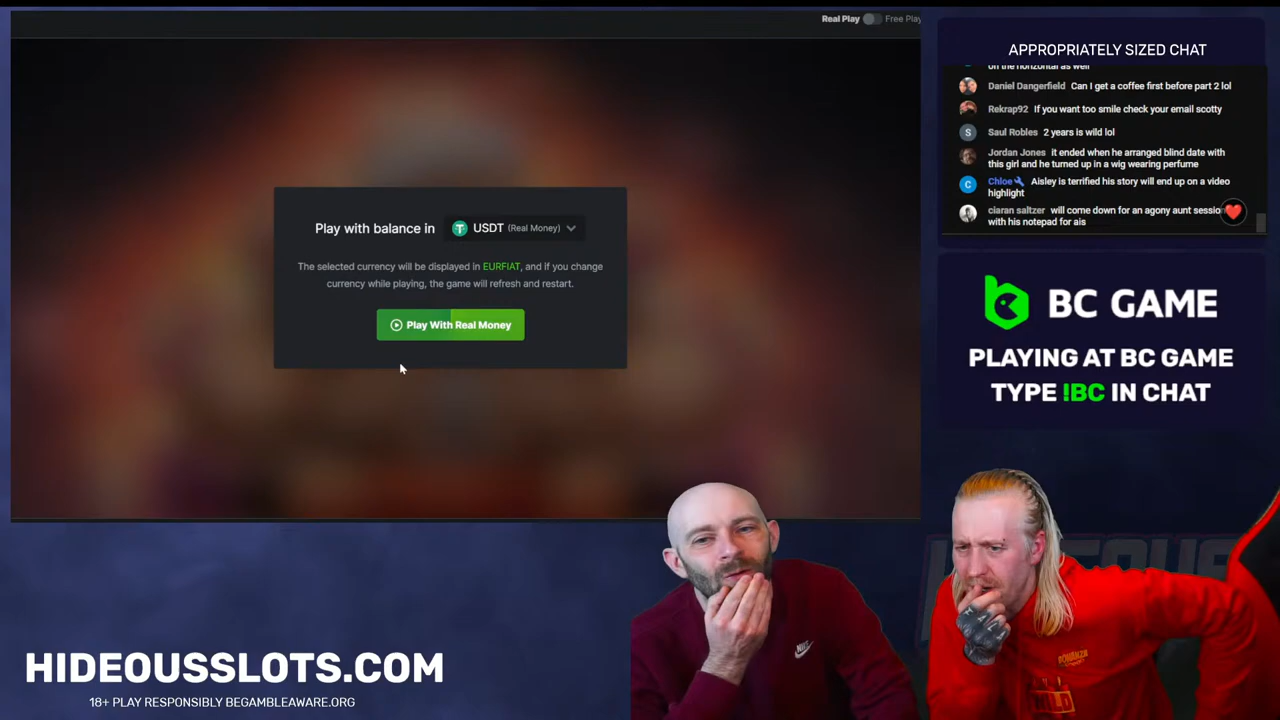 Real Play Free Play
Play with balance in USDT (Real Money)
The selected currency will be displayed in EURFIAT, and if you change
currency while playing, the game will refresh and restart.
Play With Real Money
APPROPRIATELY SIZED CHAT
on the horizontal as well
Daniel Dangerfield Can I get a coffee first before part 2 lol
Rekrap92 If you want too smile check your email scotty
S Saul Robles 2 years is wild lol
Jordan Jones it ended when he arranged blind date with
this girl and he turned up in a wig wearing perfume
C Chloe Aisley is terrified his story will end up on a video
highlight
ciaran saltzer will come down for an agony aunt sessio
with his notepad for ais
BC GAME
PLAYING AT BC GAME
TYPE !BC IN CHAT
HIDEOUSSLOTS.COM
18+ PLAY RESPONSIBLY BEGAMBLEAWARE.ORG
BONANZA